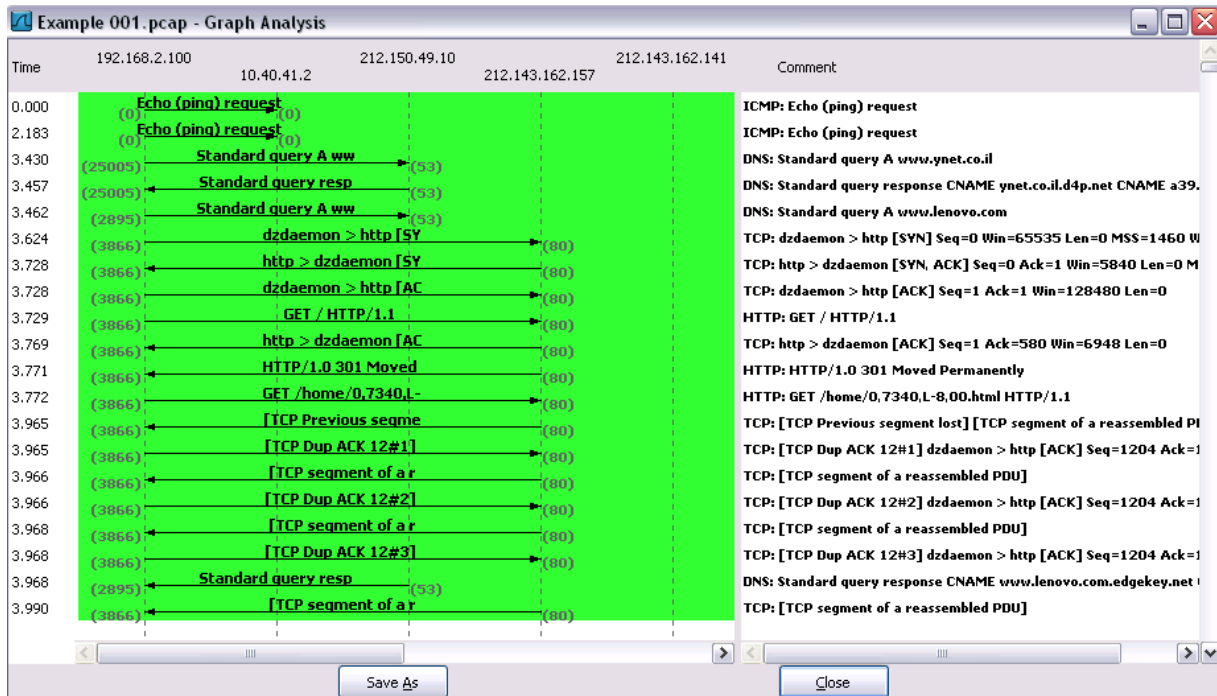 Example 001.pcap - Graph Analysis
192.168.2.100 212.150.49.10 212.143.162.141
Time 10.40.41.2 212.143.162.157 Comment
0.000 Echo (ping) request (0) (0) ICMP: Echo (ping) request
2.183 Echo (ping) request (0) (0) ICMP: Echo (ping) request
3.430 Standard query A ww (25005) (53) DNS: Standard query A www.ynet.co.il
3.457 Standard query resp (25005) (53) DNS: Standard query response CNAME ynet.co.il.d4p.net CNAME a39.
3.462 Standard query A ww (2895) (53) DNS: Standard query A www.lenovo.com
3.624 dzdaemon > http [SY (3866) (80) TCP: dzdaemon > http [SYN] Seq=0 Win=65535 Len=0 MSS=1460 W
3.728 http > dzdaemon [SY (3866) (80) TCP: http > dzdaemon [SYN, ACK] Seq=0 Ack=1 Win=5840 Len=0 M
3.728 dzdaemon > http [AC (3866) (80) TCP: dzdaemon > http [ACK] Seq=1 Ack=1 Win=128480 Len=0
3.729 GET / HTTP/1.1 (3866) (80) HTTP: GET / HTTP/1.1
3.769 http > dzdaemon [AC (3866) (80) TCP: http > dzdaemon [ACK] Seq=1 Ack=580 Win=6948 Len=0
3.771 HTTP/1.0 301 Moved (3866) (80) HTTP: HTTP/1.0 301 Moved Permanently
3.772 GET /home/0,7340,L- (3866) (80) HTTP: GET /home/0,7340,L-8,00.html HTTP/1.1
3.965 [TCP Previous segme (3866) (80) TCP: [TCP Previous segment lost] [TCP segment of a reassembled P
3.965 [TCP Dup ACK 12#1] (3866) (80) TCP: [TCP Dup ACK 12#1] dzdaemon > http [ACK] Seq=1204 Ack=1
3.966 [TCP segment of a r (3866) (80) TCP: [TCP segment of a reassembled PDU]
3.966 [TCP Dup ACK 12#2] (3866) (80) TCP: [TCP Dup ACK 12#2] dzdaemon > http [ACK] Seq=1204 Ack=1
3.968 [TCP segment of a r (3866) (80) TCP: [TCP segment of a reassembled PDU]
3.968 [TCP Dup ACK 12#3] (3866) (80) TCP: [TCP Dup ACK 12#3] dzdaemon > http [ACK] Seq=1204 Ack=1
3.968 Standard query resp (2895) (53) DNS: Standard query response CNAME www.lenovo.com.edgekey.net
3.990 [TCP segment of a r (3866) (80) TCP: [TCP segment of a reassembled PDU]
Save As Close